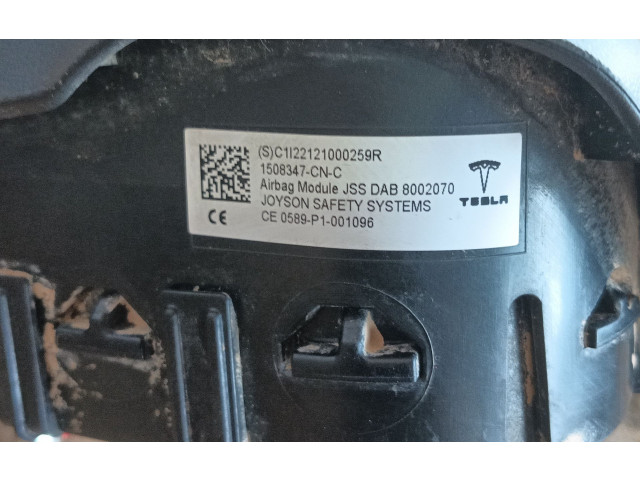 (S)C1I22121000259R
1508347-CN-C
Airbag Module JSS DAB 8002070
JOYSON SAFETY SYSTEMS
CE 0589-P1-001096
CE
TESLA